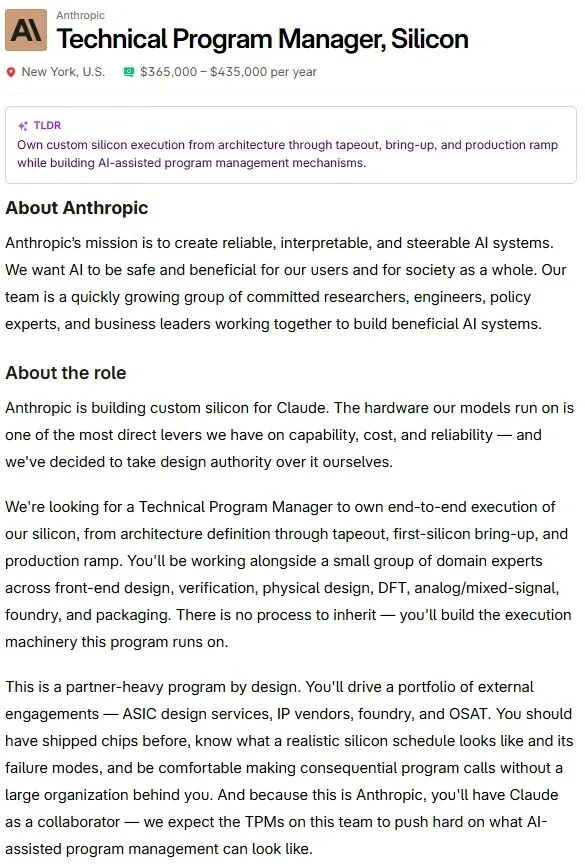 Anthropic
Technical Program Manager, Silicon
New York, U.S. $365,000 – $435,000 per year
TLDR
Own custom silicon execution from architecture through tapeout, bring-up, and production ramp
while building AI-assisted program management mechanisms.
About Anthropic
Anthropic's mission is to create reliable, interpretable, and steerable AI systems.
We want AI to be safe and beneficial for our users and for society as a whole. Our
team is a quickly growing group of committed researchers, engineers, policy
experts, and business leaders working together to build beneficial AI systems.
About the role
Anthropic is building custom silicon for Claude. The hardware our models run on is
one of the most direct levers we have on capability, cost, and reliability — and
we've decided to take design authority over it ourselves.
We're looking for a Technical Program Manager to own end-to-end execution of
our silicon, from architecture definition through tapeout, first-silicon bring-up, and
production ramp. You'll be working alongside a small group of domain experts
across front-end design, verification, physical design, DFT, analog/mixed-signal,
foundry, and packaging. There is no process to inherit — you'll build the execution
machinery this program runs on.
This is a partner-heavy program by design. You'll drive a portfolio of external
engagements — ASIC design services, IP vendors, foundry, and OSAT. You should
have shipped chips before, know what a realistic silicon schedule looks like and its
failure modes, and be comfortable making consequential program calls without a
large organization behind you. And because this is Anthropic, you'll have Claude
as a collaborator — we expect the TPMs on this team to push hard on what AI-
assisted program management can look like.